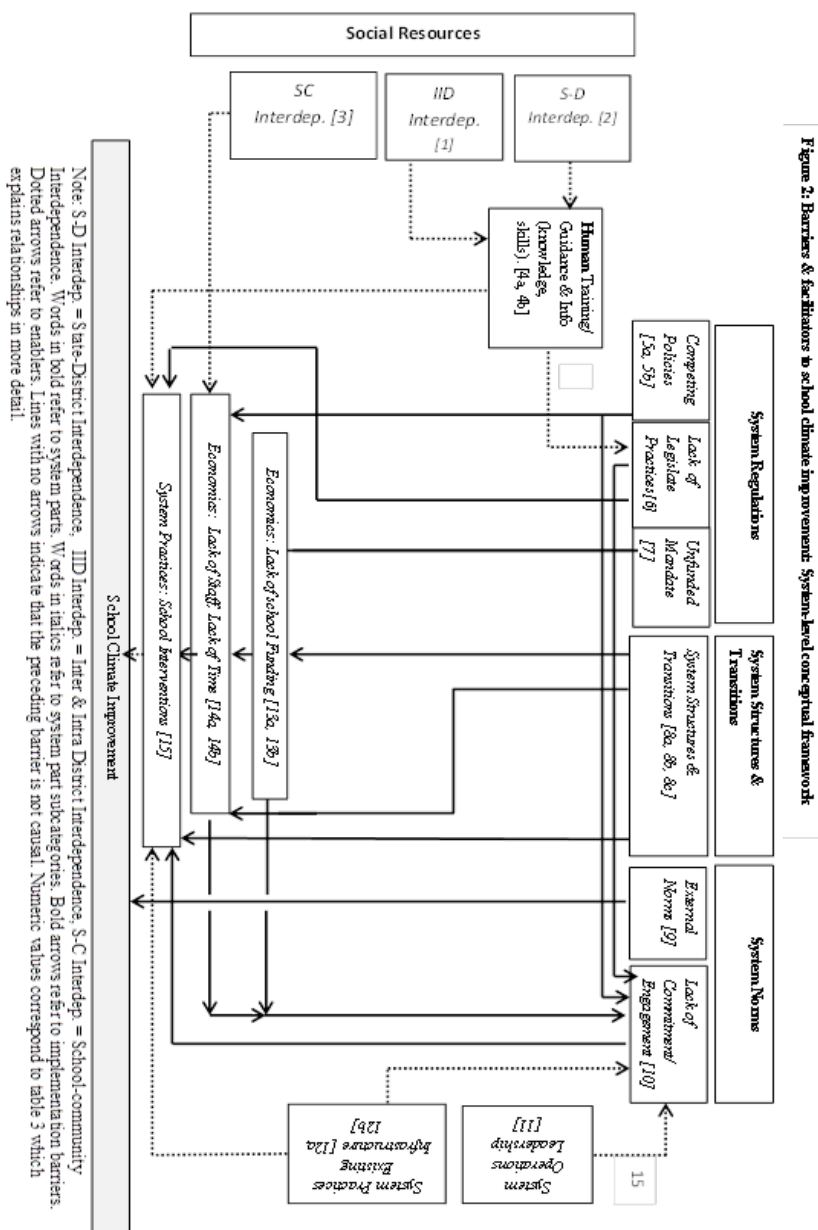 Figure 2: Barriers & facilitators to school climate improvement: System-level conceptual framework
System Regulations
System Structures &
Transitions
System Norms
Competing
Policies
[5a, 5b]
Lack of
Legislate
Practices [6]
Unfunded
Mandate
[7]
System Structures &
Transitions [8a, 8b, 8c]
External
Norms [9]
Lack of
Commitment/
Engagement [10]
15
System Operations
Leadership
[11]
System Practices
Existing
Infrastructure [12a,
12b]
Social Resources
S-D
Interdep. [2]
IID
Interdep.
[1]
SC
Interdep. [3]
Human Training/
Guidance & Info
(knowledge,
skills). [4a, 4b]
Economics: Lack of school Funding [13a, 13b]
Economics: Lack of Staff, Lack of Time [14a, 14b]
System Practices: School Interventions [15]
School Climate Improvement
Note: S-D Interdep. = State-District Interdependence, IID Interdep. = Inter & Intra District Interdependence, S-C Interdep. = School-community
Interdependence. Words in bold refer to system parts. Words in italics refer to system part subcategories. Bold arrows refer to implementation barriers.
Dotted arrows refer to enablers. Lines with no arrows indicate that the preceding barrier is not causal. Numeric values correspond to table 3 which
explains relationships in more detail.